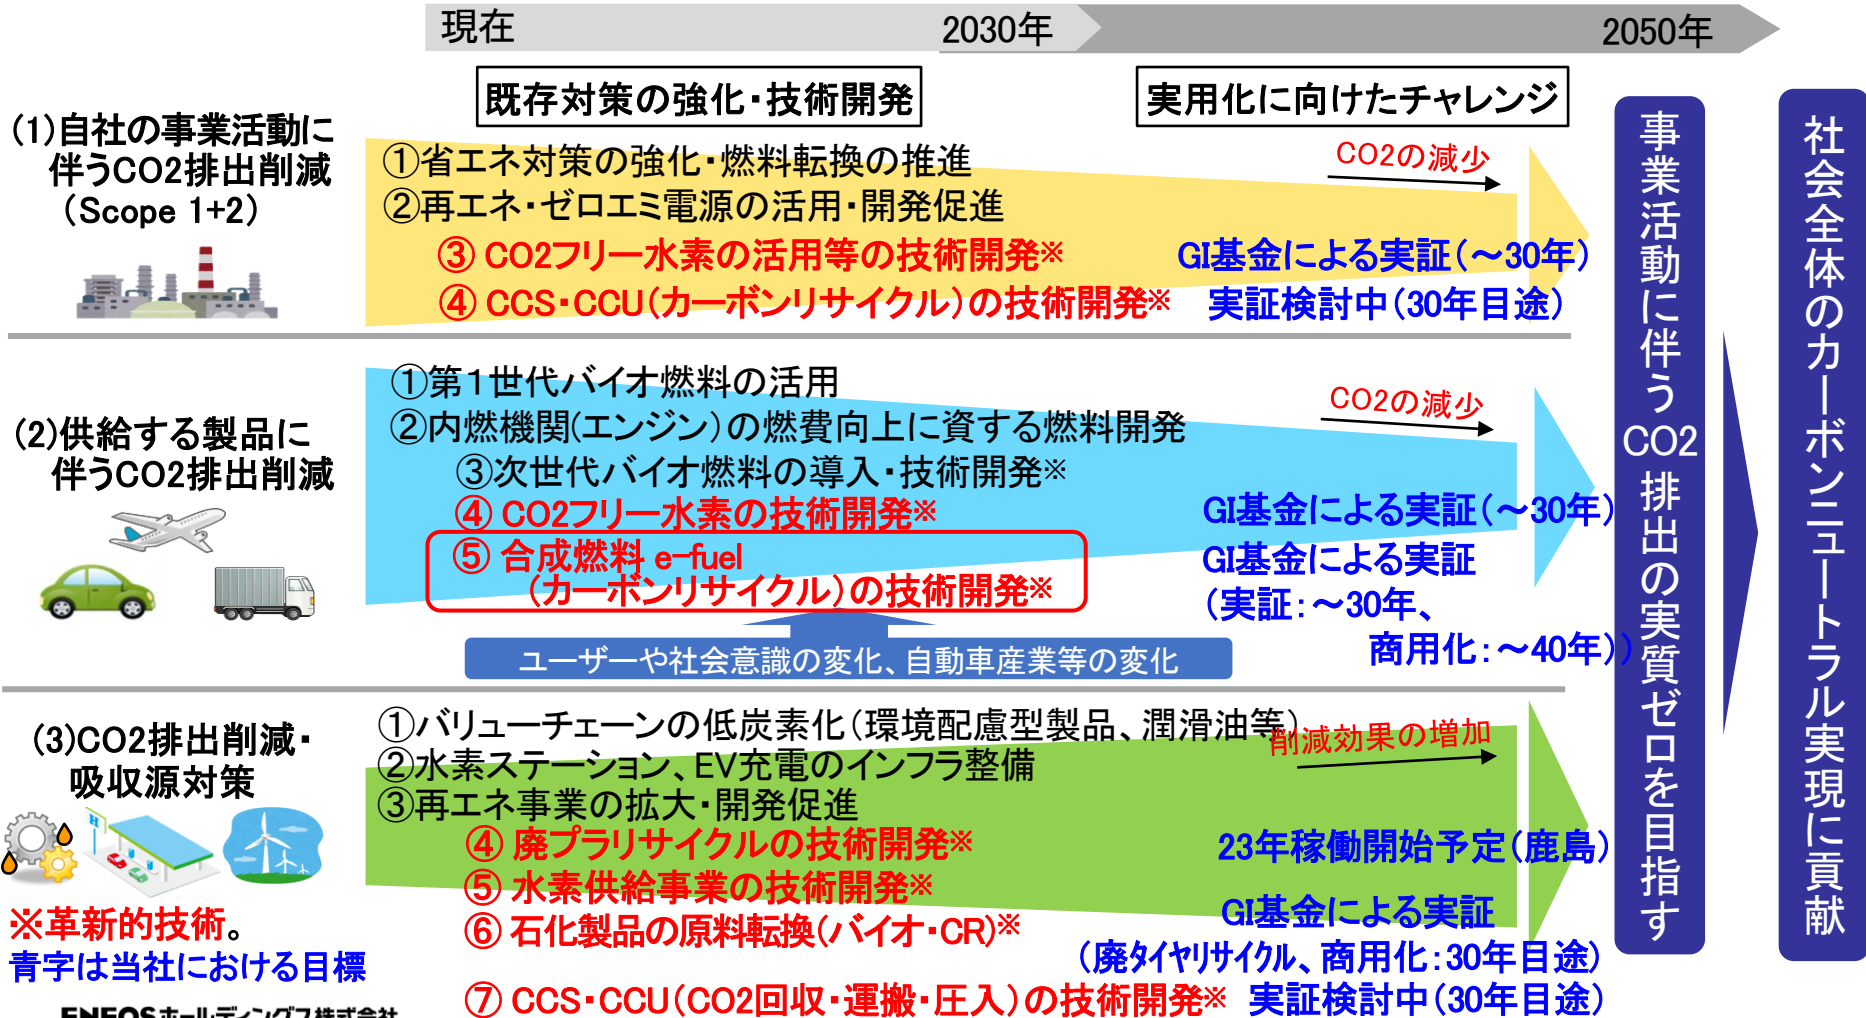 現在 2030年 2050年
既存対策の強化・技術開発
実用化に向けたチャレンジ
(1)自社の事業活動に
伴うCO2排出削減
(Scope 1+2)
①省エネ対策の強化・燃料転換の推進
②再エネ・ゼロエミ電源の活用・開発促進
③ CO2フリー水素の活用等の技術開発※
④ CCS・CCU(カーボンリサイクル)の技術開発※
CO2の減少
GI基金による実証(～30年)
実証検討中(30年目途)
(2)供給する製品に
伴うCO2排出削減
①第１世代バイオ燃料の活用
②内燃機関(エンジン)の燃費向上に資する燃料開発
③次世代バイオ燃料の導入・技術開発※
④ CO2フリー水素の技術開発※
⑤ 合成燃料 e-fuel
(カーボンリサイクル)の技術開発※
CO2の減少
GI基金による実証(～30年)
GI基金による実証
(実証:～30年、
商用化:～40年))
ユーザーや社会意識の変化、自動車産業等の変化
(3)CO2排出削減・
吸収源対策
①バリューチェーンの低炭素化(環境配慮型製品、潤滑油等)
②水素ステーション、EV充電のインフラ整備
③再エネ事業の拡大・開発促進
④ 廃プラリサイクルの技術開発※
⑤ 水素供給事業の技術開発※
⑥ 石化製品の原料転換(バイオ・CR)※
⑦ CCS・CCU(CO2回収・運搬・圧入)の技術開発※
削減効果の増加
23年稼働開始予定(鹿島)
GI基金による実証
(廃タイヤリサイクル、商用化:30年目途)
実証検討中(30年目途)
H
※革新的技術。
青字は当社における目標
ENEOSホールディングス株式会社
事業活動に伴うCO2排出の実質ゼロを目指す
社会全体のカーボンニュートラル実現に貢献